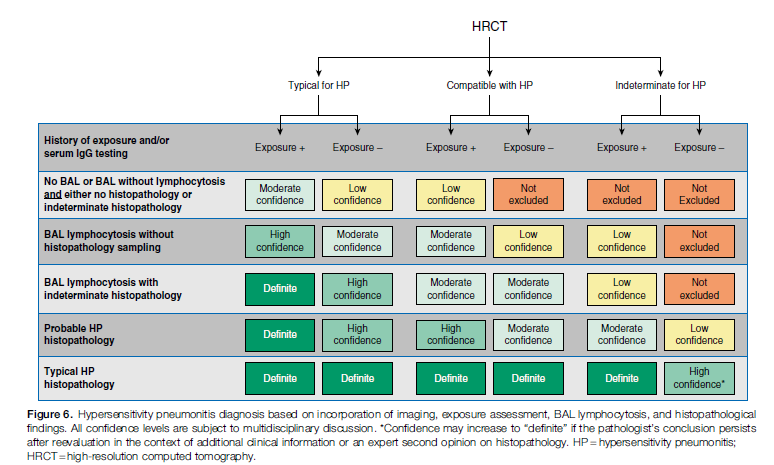 HRCT
Typical for HP
Compatible with HP
Indeterminate for HP
History of exposure and/or
serum IgG testing
Exposure +
Exposure –
Exposure +
Exposure –
Exposure +
Exposure –
No BAL or BAL without lymphocytosis
and either no histopathology or
indeterminate histopathology
Moderate
confidence
Low
confidence
Low
confidence
Not
excluded
Not
excluded
Not
Excluded
BAL lymphocytosis without
histopathology sampling
High
confidence
Moderate
confidence
Moderate
confidence
Low
confidence
Low
confidence
Not
excluded
BAL lymphocytosis with
indeterminate histopathology
Definite
High
confidence
Moderate
confidence
Moderate
confidence
Low
confidence
Not
excluded
Probable HP
histopathology
Definite
High
confidence
High
confidence
Moderate
confidence
Moderate
confidence
Low
confidence
Typical HP
histopathology
Definite
Definite
Definite
Definite
Definite
High
confidence*
Figure 6. Hypersensitivity pneumonitis diagnosis based on incorporation of imaging, exposure assessment, BAL lymphocytosis, and histopathological
findings. All confidence levels are subject to multidisciplinary discussion. *Confidence may increase to “definite” if the pathologist’s conclusion persists
after reevaluation in the context of additional clinical information or an expert second opinion on histopathology. HP = hypersensitivity pneumonitis;
HRCT = high-resolution computed tomography.